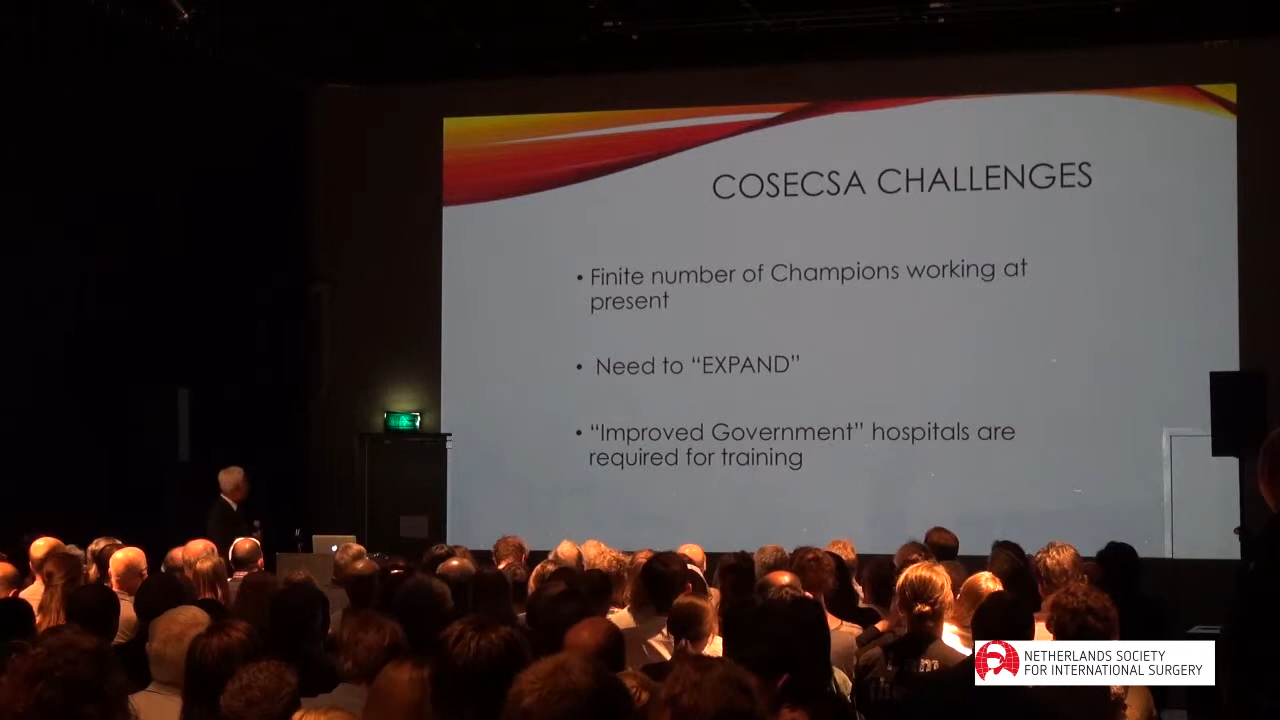 COSECSA CHALLENGES
• Finite number of Champions working at
present
• Need to “EXPAND”
• “Improved Government” hospitals are
required for training
NETHERLANDS SOCIETY
FOR INTERNATIONAL SURGERY